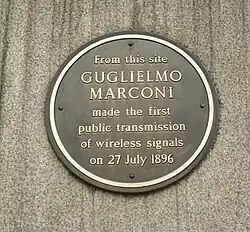 From this site
GUGLIELMO
MARCONI
made the first
public transmission
of wireless signals
on 27 July 1896